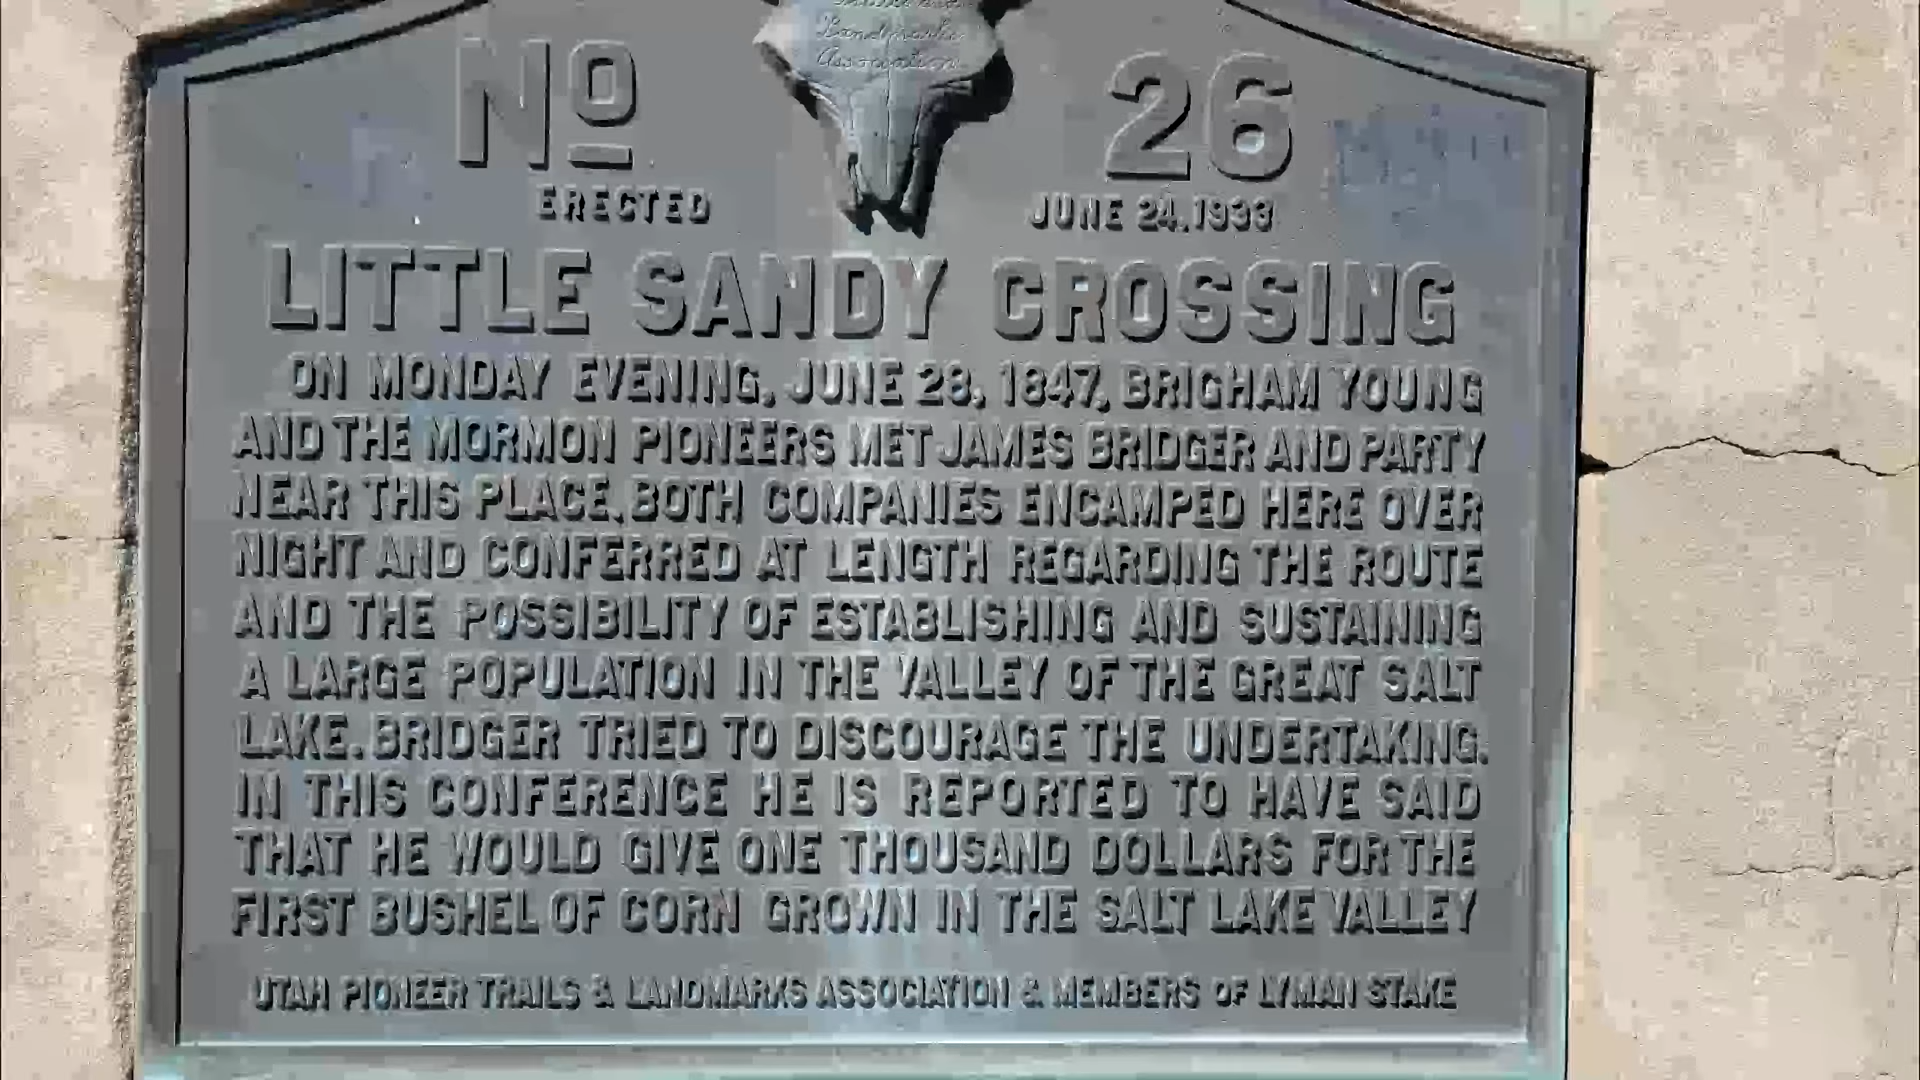 Landmarks
Association
NO 26
ERECTED JUNE 24, 1933
LITTLE SANDY CROSSING
ON MONDAY EVENING, JUNE 28, 1847, BRIGHAM YOUNG
AND THE MORMON PIONEERS MET JAMES BRIDGER AND PARTY
NEAR THIS PLACE. BOTH COMPANIES ENCAMPED HERE OVER
NIGHT AND CONFERRED AT LENGTH REGARDING THE ROUTE
AND THE POSSIBILITY OF ESTABLISHING AND SUSTAINING
A LARGE POPULATION IN THE VALLEY OF THE GREAT SALT
LAKE. BRIDGER TRIED TO DISCOURAGE THE UNDERTAKING.
IN THIS CONFERENCE HE IS REPORTED TO HAVE SAID
THAT HE WOULD GIVE ONE THOUSAND DOLLARS FOR THE
FIRST BUSHEL OF CORN GROWN IN THE SALT LAKE VALLEY
UTAH PIONEER TRAILS & LANDMARKS ASSOCIATION & MEMBERS OF LYMAN STAKE